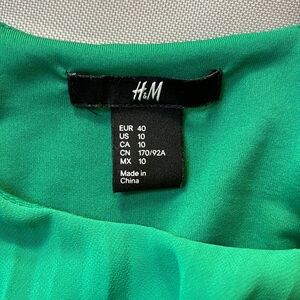 H&M
EUR 40
US 10
CA 10
CN 170/92A
MX 10
Made in
China